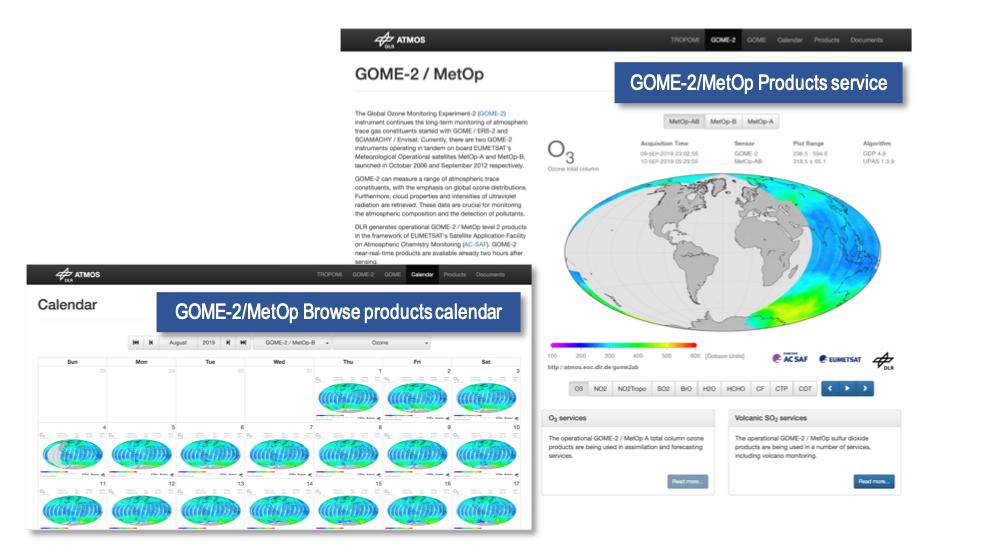 ATMOS
DLR
TROPOMI GOME-2 GOME Calendar Products Documents
GOME-2 / MetOp
GOME-2/MetOp Products service
The Global Ozone Monitoring Experiment-2 (GOME-2)
instrument continues the long-term monitoring of atmospheric
trace gas constituents started with GOME / ERS-2 and
SCIAMACHY / Envisat. Currently, there are two GOME-2
instruments operating in tandem on board EUMETSAT's
Meteorological Operational satellites MetOp-A and MetOp-B,
launched in October 2006 and September 2012 respectively.
GOME-2 can measure a range of atmospheric trace
constituents, with the emphasis on global ozone distributions.
Furthermore, cloud properties and intensities of ultraviolet
radiation are retrieved. These data are crucial for monitoring
the atmospheric composition and the detection of pollutants.
DLR generates operational GOME-2 / MetOp level 2 products
in the framework of EUMETSAT's Satellite Application Facility
on Atmospheric Chemistry Monitoring (AC-SAF). GOME-2
near-real-time products are available already two hours after
sensing.
MetOp-AB MetOp-B MetOp-A
O3
Ozone total column
Acquisition Time Sensor Plot Range Algorithm
09-SEP-2019 23:02:55 GOME-2 236.5 : 594.6 GDP 4.8
10-SEP-2019 05:29:55 MetOp-AB 318.5 ± 65.1 UPAS 1.3.9
100 200 300 400 500 600 [Dobson Units]
http://atmos.eoc.dlr.de/gome2ab
EUMETSAT
AC SAF
EUMETSAT
DLR
O3 NO2 NO2Tropo SO2 BrO H2O HCHO CF CTP COT
O3 services
The operational GOME-2 / MetOp A total column ozone
products are being used in assimilation and forecasting
services.
Read more...
Volcanic SO2 services
The operational GOME-2 / MetOp sulfur dioxide
products are being used in a number of services,
including volcano monitoring.
Read more...
ATMOS
DLR
TROPOMI GOME-2 GOME Calendar Products Documents
Calendar
GOME-2/MetOp Browse products calendar
August 2019 GOME-2 / MetOp-B Ozone
Sun Mon Tue Wed Thu Fri Sat
28 29 30 31 1 2 3
4 5 6 7 8 9 10
11 12 13 14 15 16 17